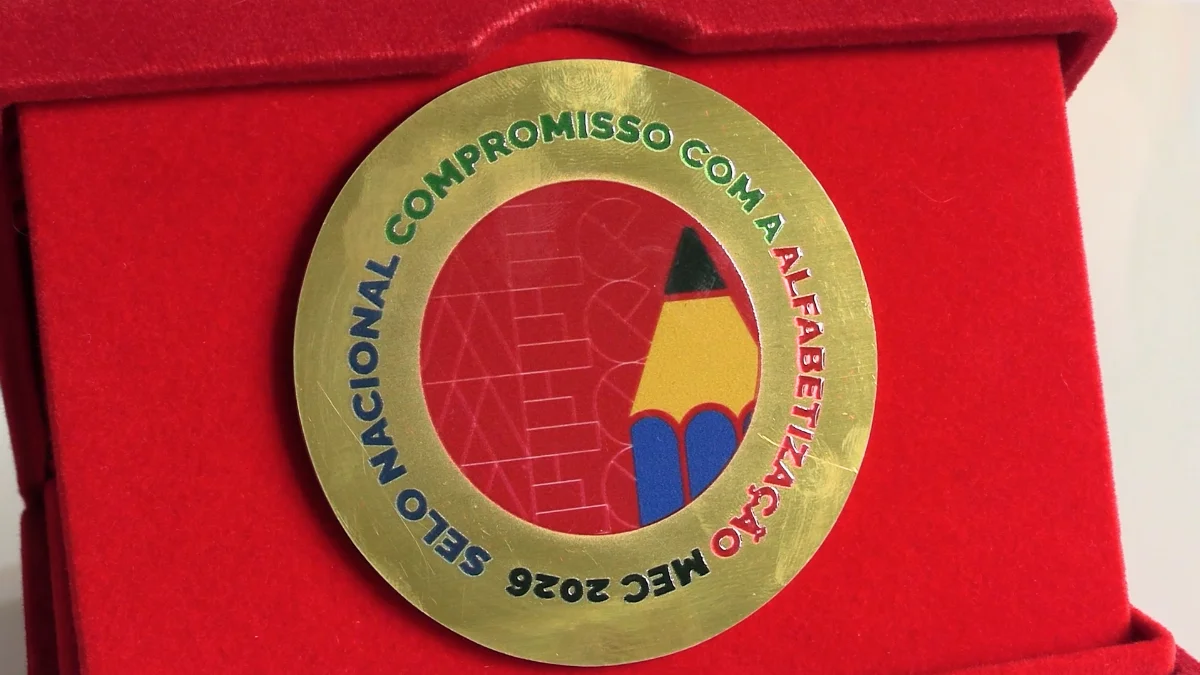 SELO NACIONAL COMPROMISSO COM A ALFABETIZAÇÃO MEC 2026